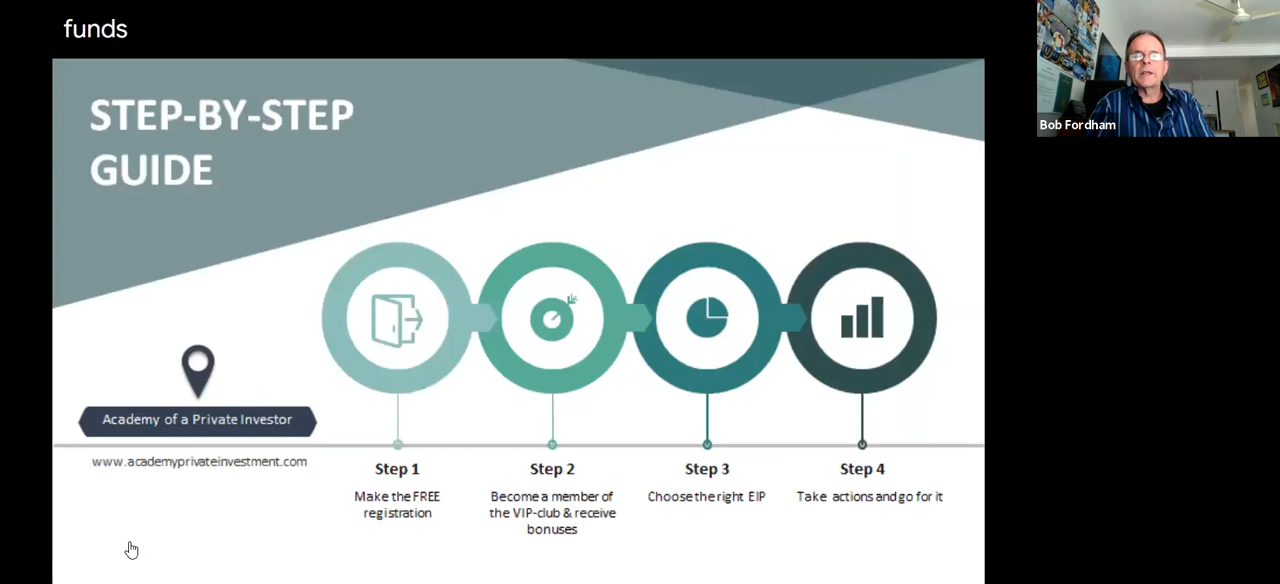 funds
STEP-BY-STEP
GUIDE
Bob Fordham
Academy of a Private Investor
www.academyprivateinvestment.com
Step 1
Make the FREE
registration
Step 2
Become a member of
the VIP-club & receive
bonuses
Step 3
Choose the right EIP
Step 4
Take actions and go for it